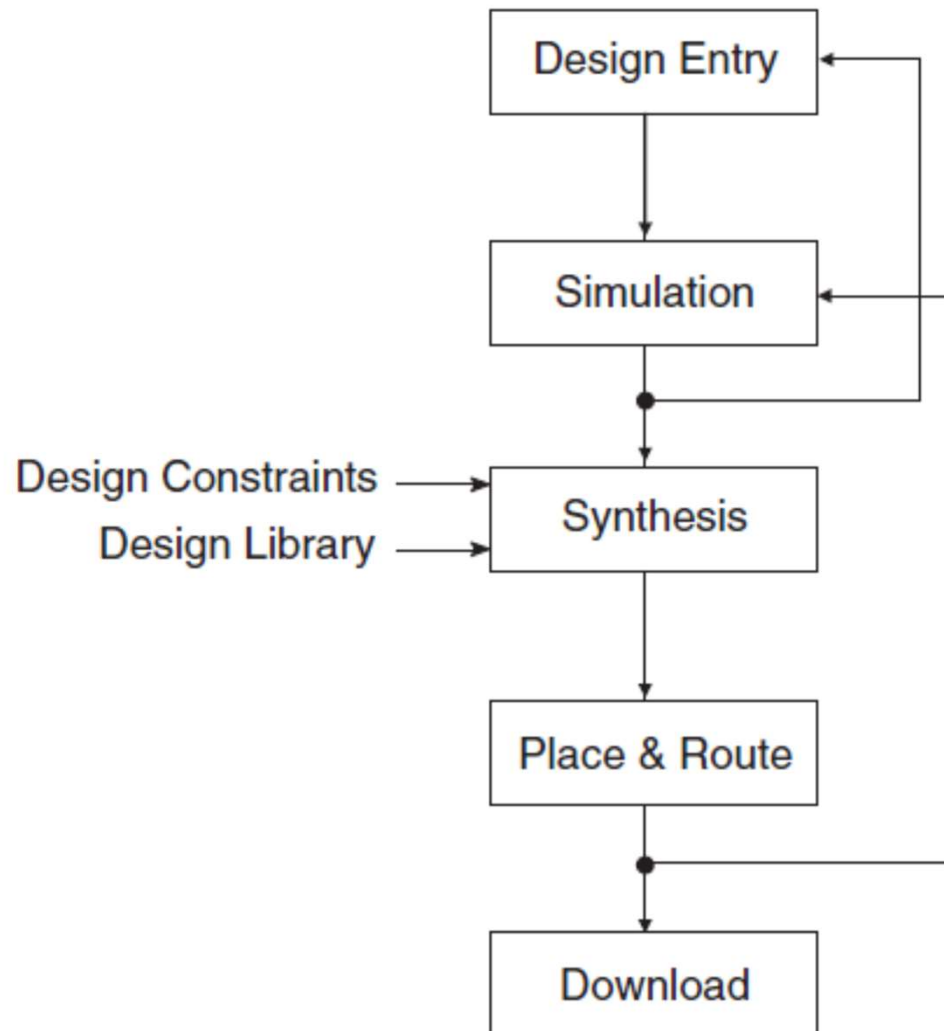 Design Entry
Simulation
Design Constraints
Design Library
Synthesis
Place & Route
Download